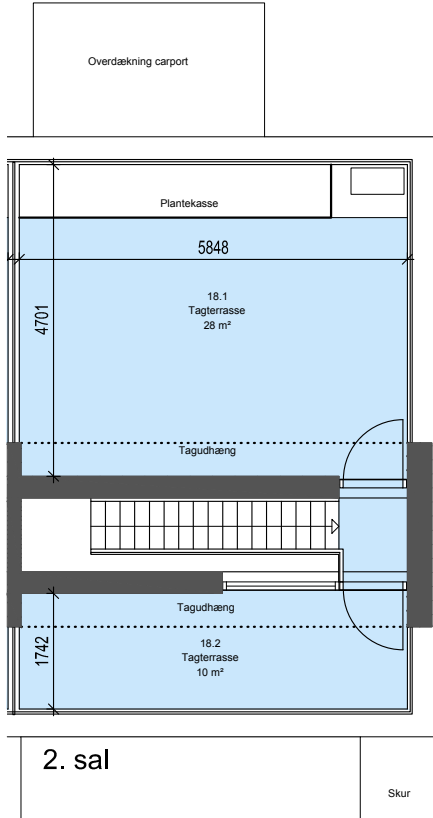 Overdækning carport
Plantekasse
5848
4701
18.1
Tagterrasse
28 m²
Tagudhæng
Tagudhæng
1742
18.2
Tagterrasse
10 m²
2. sal
Skur